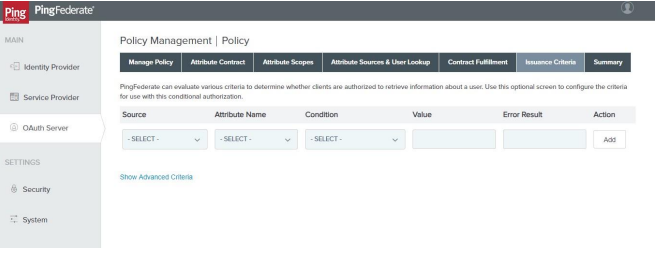 Ping
Identity
PingFederate®
MAIN
Identity Provider
Service Provider
OAuth Server
SETTINGS
Security
System
Policy Management | Policy
Manage Policy Attribute Contract Attribute Scopes Attribute Sources & User Lookup Contract Fulfillment Issuance Criteria Summary
PingFederate can evaluate various criteria to determine whether clients are authorized to retrieve information about a user. Use this optional screen to configure the criteria
for use with this conditional authorization.
Source Attribute Name Condition Value Error Result Action
- SELECT - - SELECT - - SELECT - Add
Show Advanced Criteria